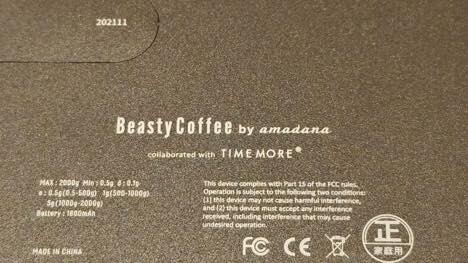 202111
Beasty Coffee by amadana
collaborated with TIMEMORE®
MAX : 2000g Min : 0.5g d : 0.1g
e : 0.5g(0.5-500g) 1g(500-1000g)
5g(1000g-2000g)
Battery : 1800mAh
This device complies with Part 15 of the FCC rules.
Operation is subject to the following two conditions:
(1) this device may not cause harmful interference,
and (2) this device must accept any interference
received, including interference that may cause
undesired operation.
MADE IN CHINA
FC CE
正
家庭用